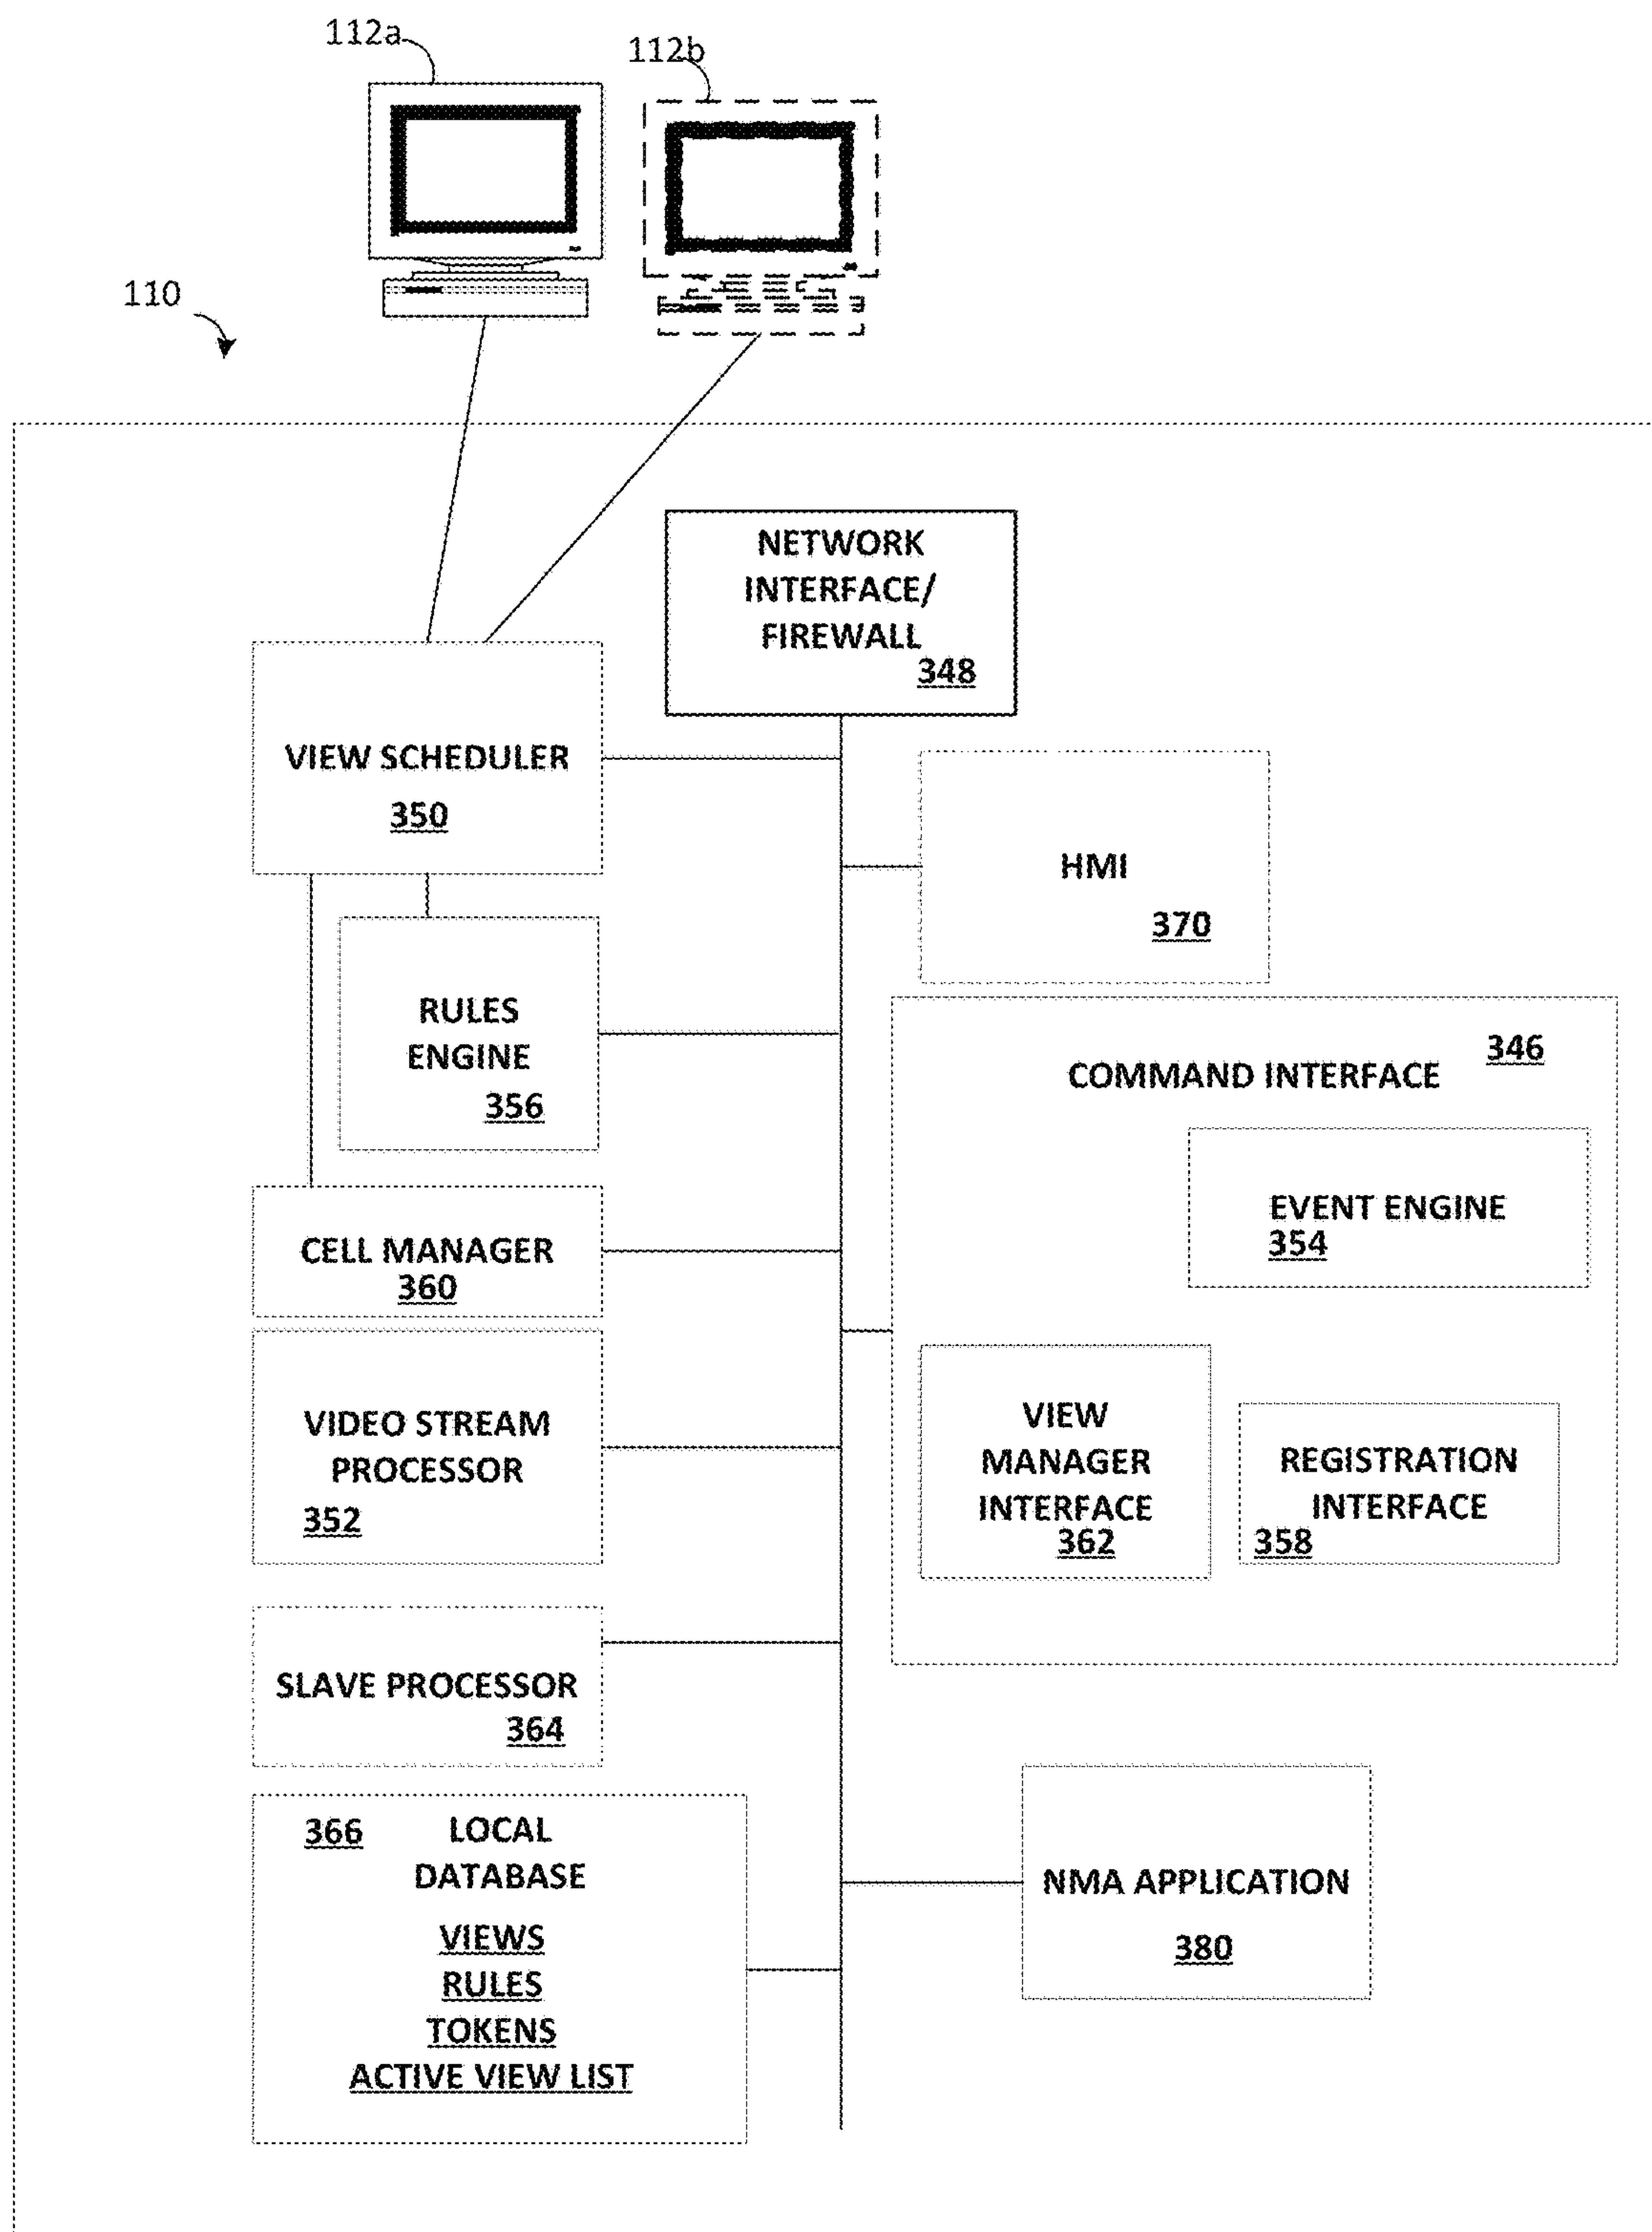 112a
112b
110
NETWORK
INTERFACE/
FIREWALL
348
VIEW SCHEDULER
350
HMI
370
RULES
ENGINE
356
346
COMMAND INTERFACE
EVENT ENGINE
354
CELL MANAGER
360
VIDEO STREAM
PROCESSOR
352
VIEW
MANAGER
INTERFACE
362
REGISTRATION
INTERFACE
358
SLAVE PROCESSOR
364
366
LOCAL
DATABASE
VIEWS
RULES
TOKENS
ACTIVE VIEW LIST
NMA APPLICATION
380